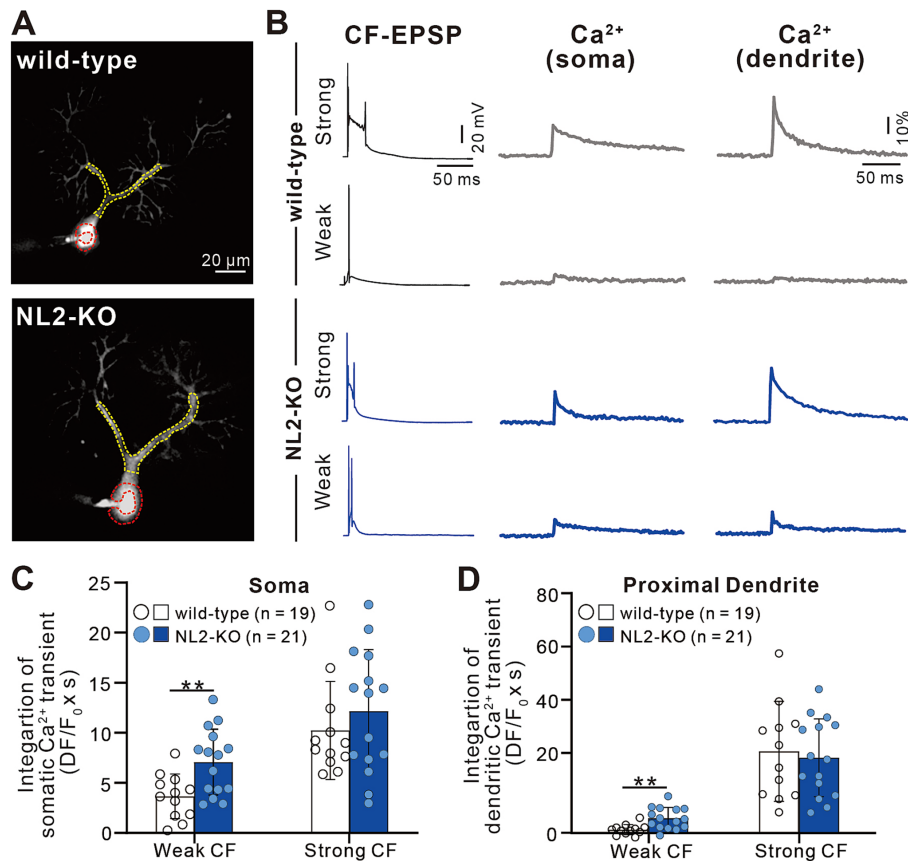 A
wild-type
20 µm
NL2-KO
B
CF-EPSP
Ca²⁺
(soma)
Ca²⁺
(dendrite)
wild-type
Strong
20 mV
50 ms
10%
50 ms
Weak
NL2-KO
Strong
Weak
C
Soma
wild-type (n = 19)
NL2-KO (n = 21)
Integartion of
somatic Ca²⁺ transient
(DF/F₀ x s)
25
20
15
10
5
0
**
Weak CF
Strong CF
D
Proximal Dendrite
wild-type (n = 19)
NL2-KO (n = 21)
Integartion of
dendritic Ca²⁺ transient
(DF/F₀ x s)
80
60
40
20
0
**
Weak CF
Strong CF